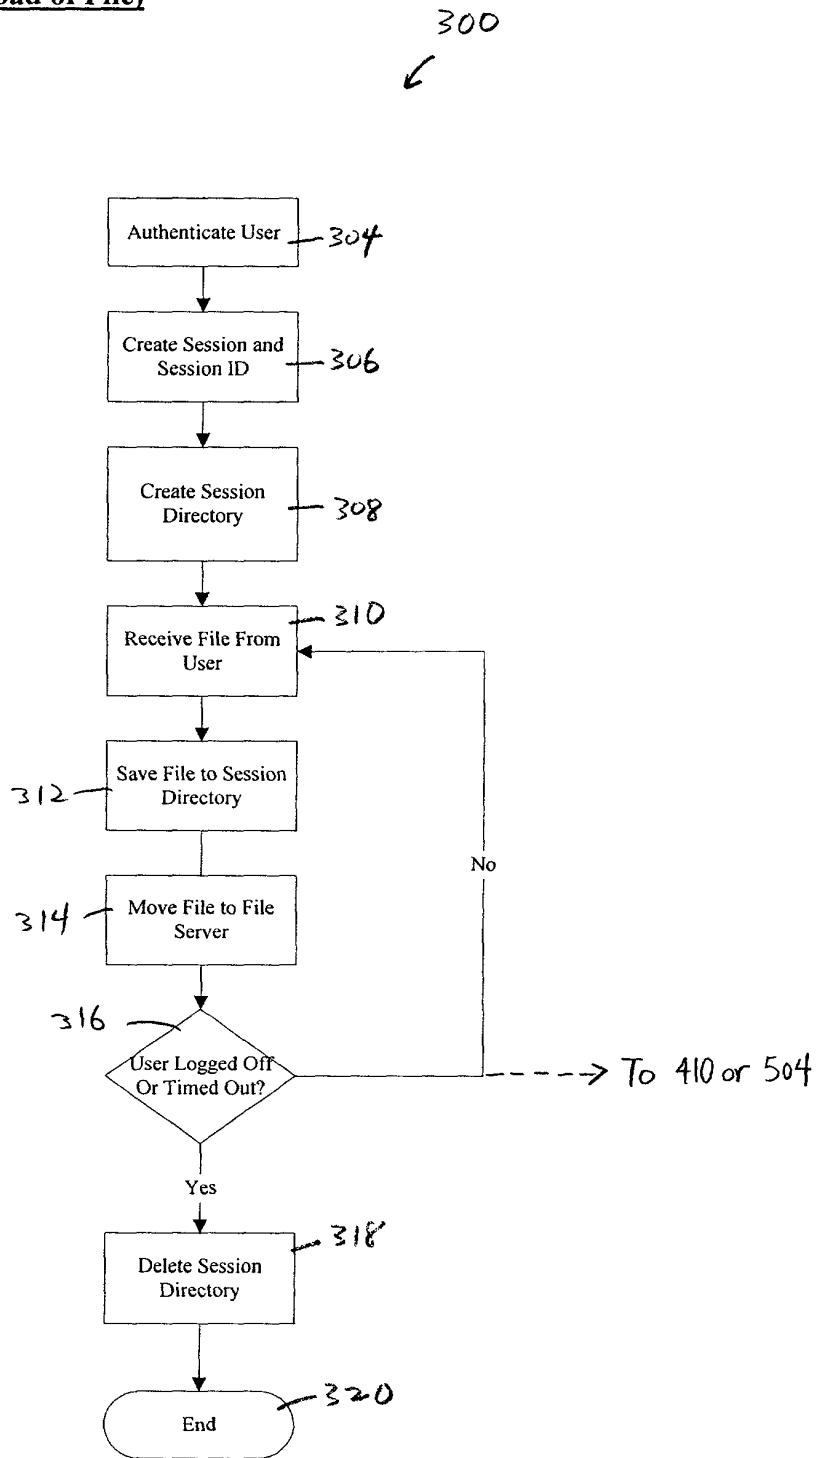 of File)
300
Authenticate User
304
Create Session and
Session ID
306
Create Session
Directory
308
310
Receive File From
User
312
Save File to Session
Directory
No
314
Move File to File
Server
316
User Logged Off
Or Timed Out?
To 410 or 504
Yes
318
Delete Session
Directory
320
End